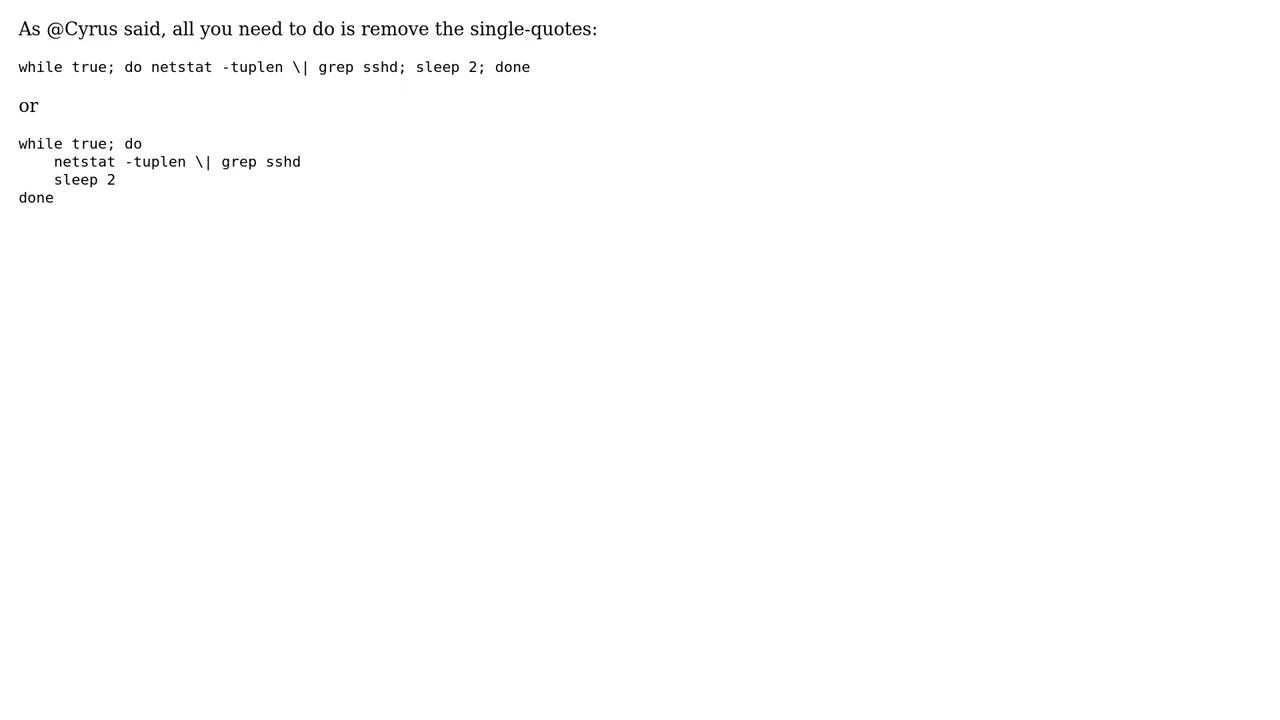 As @Cyrus said, all you need to do is remove the single-quotes:
while true; do netstat -tuplen \| grep sshd; sleep 2; done
or
while true; do
    netstat -tuplen \| grep sshd
    sleep 2
done